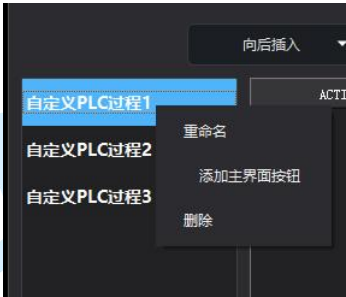 向后插入
自定义PLC过程1
ACTI
重命名
自定义PLC过程2
添加主界面按钮
自定义PLC过程3
删除